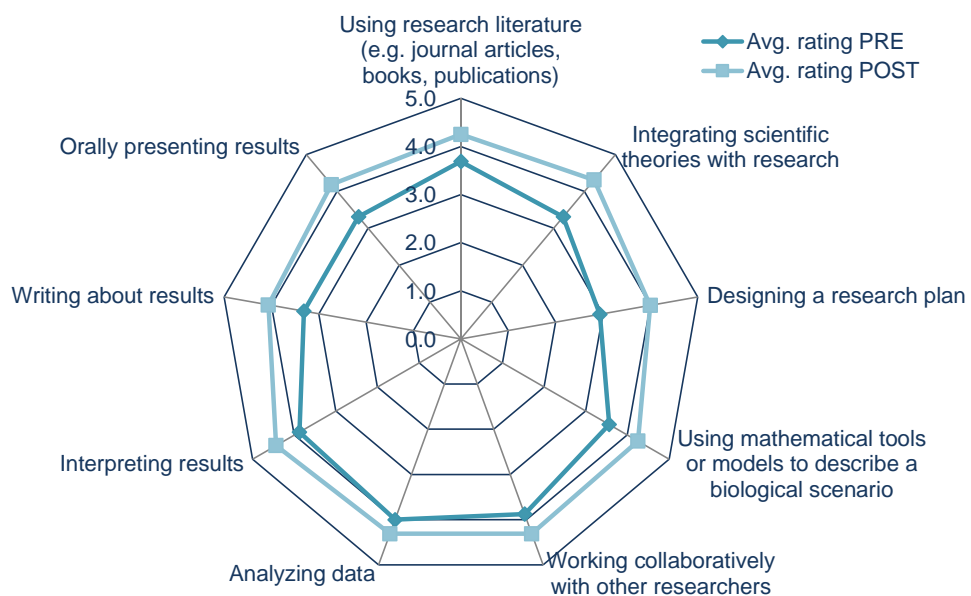 Using research literature
(e.g. journal articles,
books, publications)
Avg. rating PRE
Avg. rating POST
5.0
4.0
3.0
2.0
1.0
0.0
Integrating scientific
theories with research
Designing a research plan
Using mathematical tools
or models to describe a
biological scenario
Working collaboratively
with other researchers
Analyzing data
Interpreting results
Writing about results
Orally presenting results